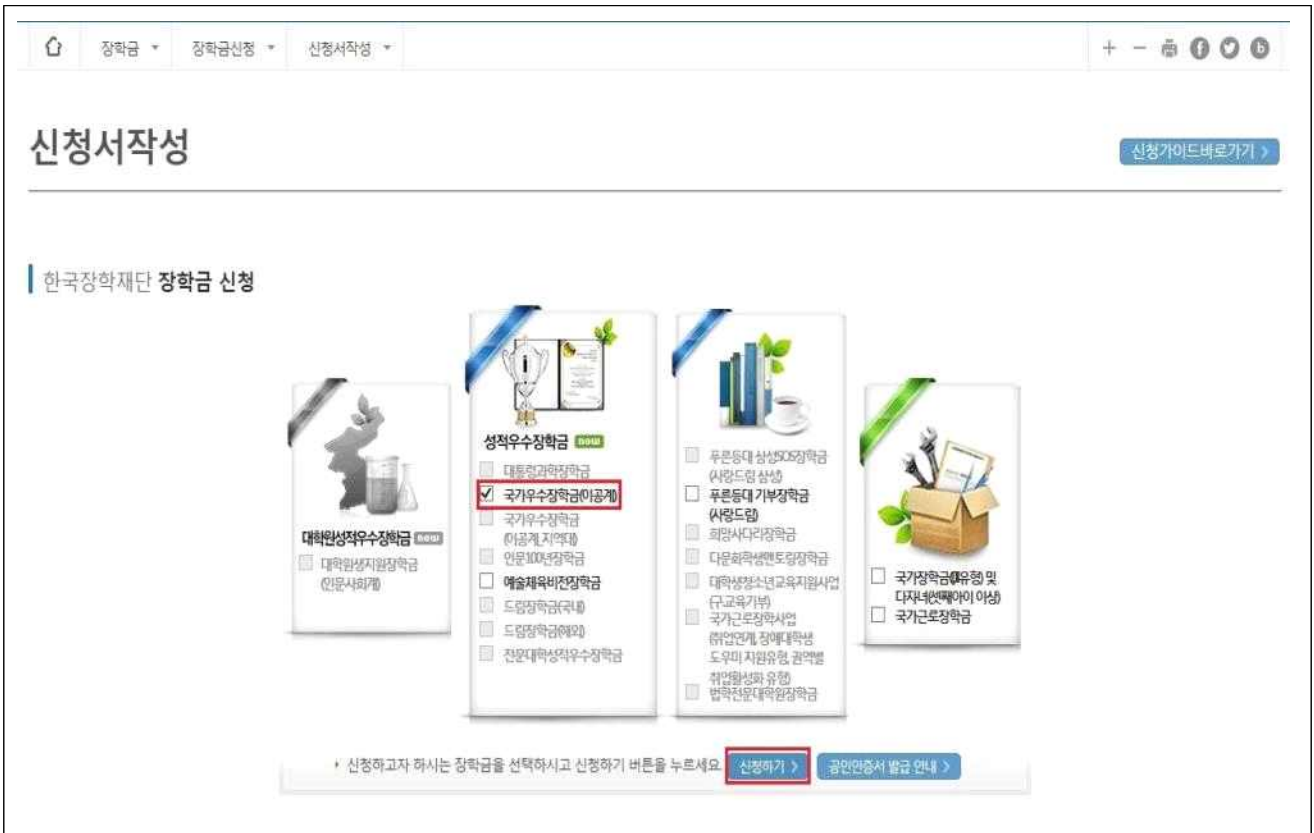 장학금 장학금신청 신청서작성
신청서작성
신청가이드바로가기 >
한국장학재단 장학금 신청
대학원성적우수장학금 now
대학원생지원장학금
(인문사회계)
성적우수장학금 now
대통령과학장학금
국가우수장학금(이공계)
국가우수장학금
(이공계,지역대)
인문100년장학금
예술체육비전장학금
드림장학금(국내)
드림장학금(해외)
전문대학성적우수장학금
푸른등대 삼성SOS장학금
(사랑드림 삼성)
푸른등대 기부장학금
(사랑드림)
희망사다리장학금
다문화학생멘토링장학금
대학생청소년교육지원사업
(구.교육기부)
국가근로장학사업
(취업연계, 장애대학생
도우미 지원유형, 권역별
취업활성화 유형)
법학전문대학원장학금
국가장학금(Ⅱ유형) 및
다자녀(셋째아이 이상)
국가근로장학금
신청하고자 하시는 장학금을 선택하시고 신청하기 버튼을 누르세요. 신청하기 > 공인인증서 발급 안내 >